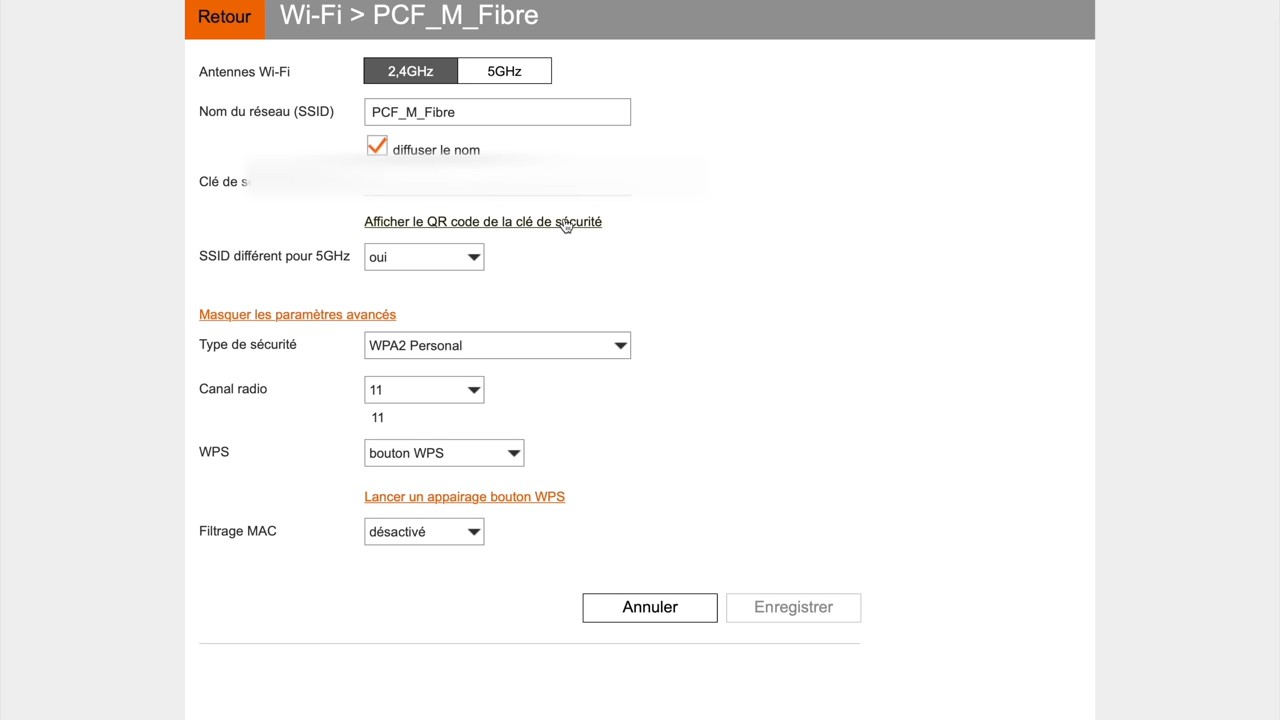 Retour Wi-Fi > PCF_M_Fibre
Antennes Wi-Fi 2,4GHz 5GHz
Nom du réseau (SSID) PCF_M_Fibre
diffuser le nom
Clé de
Afficher le QR code de la clé de sécurité
SSID différent pour 5GHz oui
Masquer les paramètres avancés
Type de sécurité WPA2 Personal
Canal radio 11
11
WPS bouton WPS
Lancer un appairage bouton WPS
Filtrage MAC désactivé
Annuler Enregistrer